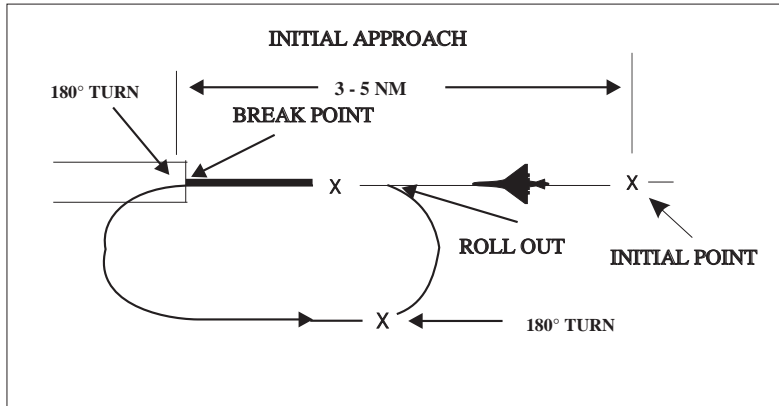 INITIAL APPROACH
3 - 5 NM
180° TURN
BREAK POINT
X
X
ROLL OUT
INITIAL POINT
X
180° TURN